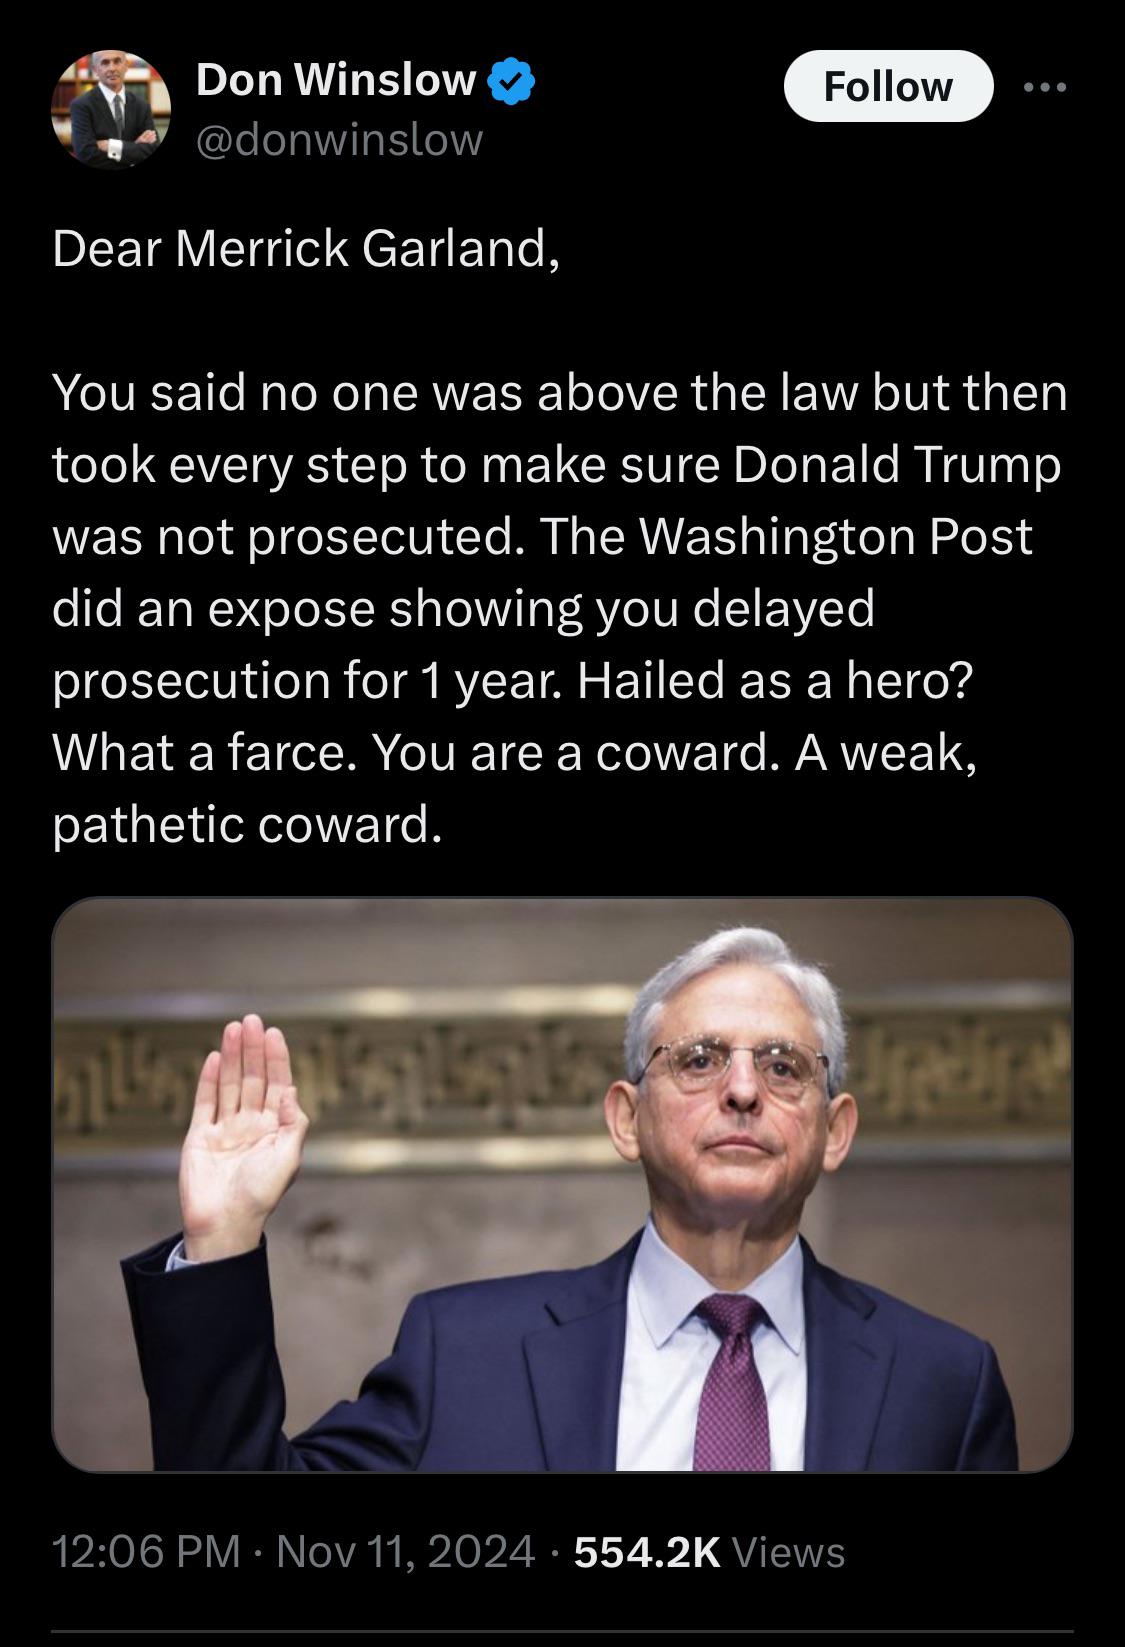 Don Winslow
Follow
@donwinslow
Dear Merrick Garland,
You said no one was above the law but then
took every step to make sure Donald Trump
was not prosecuted. The Washington Post
did an expose showing you delayed
prosecution for 1 year. Hailed as a hero?
What a farce. You are a coward. A weak,
pathetic coward.
12:06 PM · Nov 11, 2024 · 554.2K Views